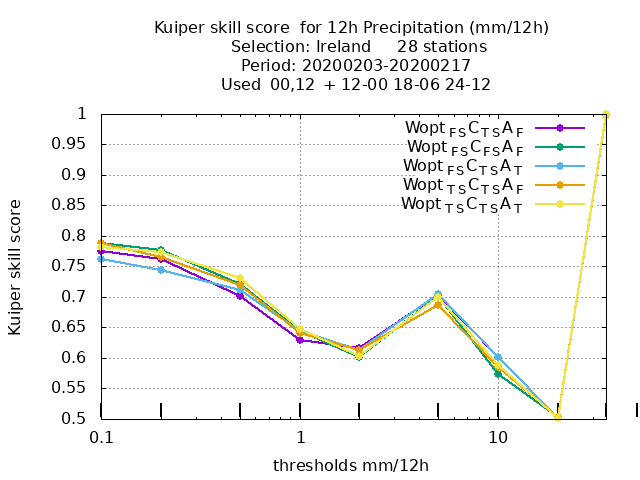 Kuiper skill score  for 12h Precipitation (mm/12h)
Selection: Ireland     28 stations
Period: 20200203-20200217
Used  00,12  + 12-00 18-06 24-12
Kuiper skill score
1
0.95
0.9
0.85
0.8
0.75
0.7
0.65
0.6
0.55
0.5
Wopt FS C TS A F
Wopt FS C FS A F
Wopt FS C TS A T
Wopt TS C TS A F
Wopt TS C TS A T
0.1 1 10
thresholds mm/12h